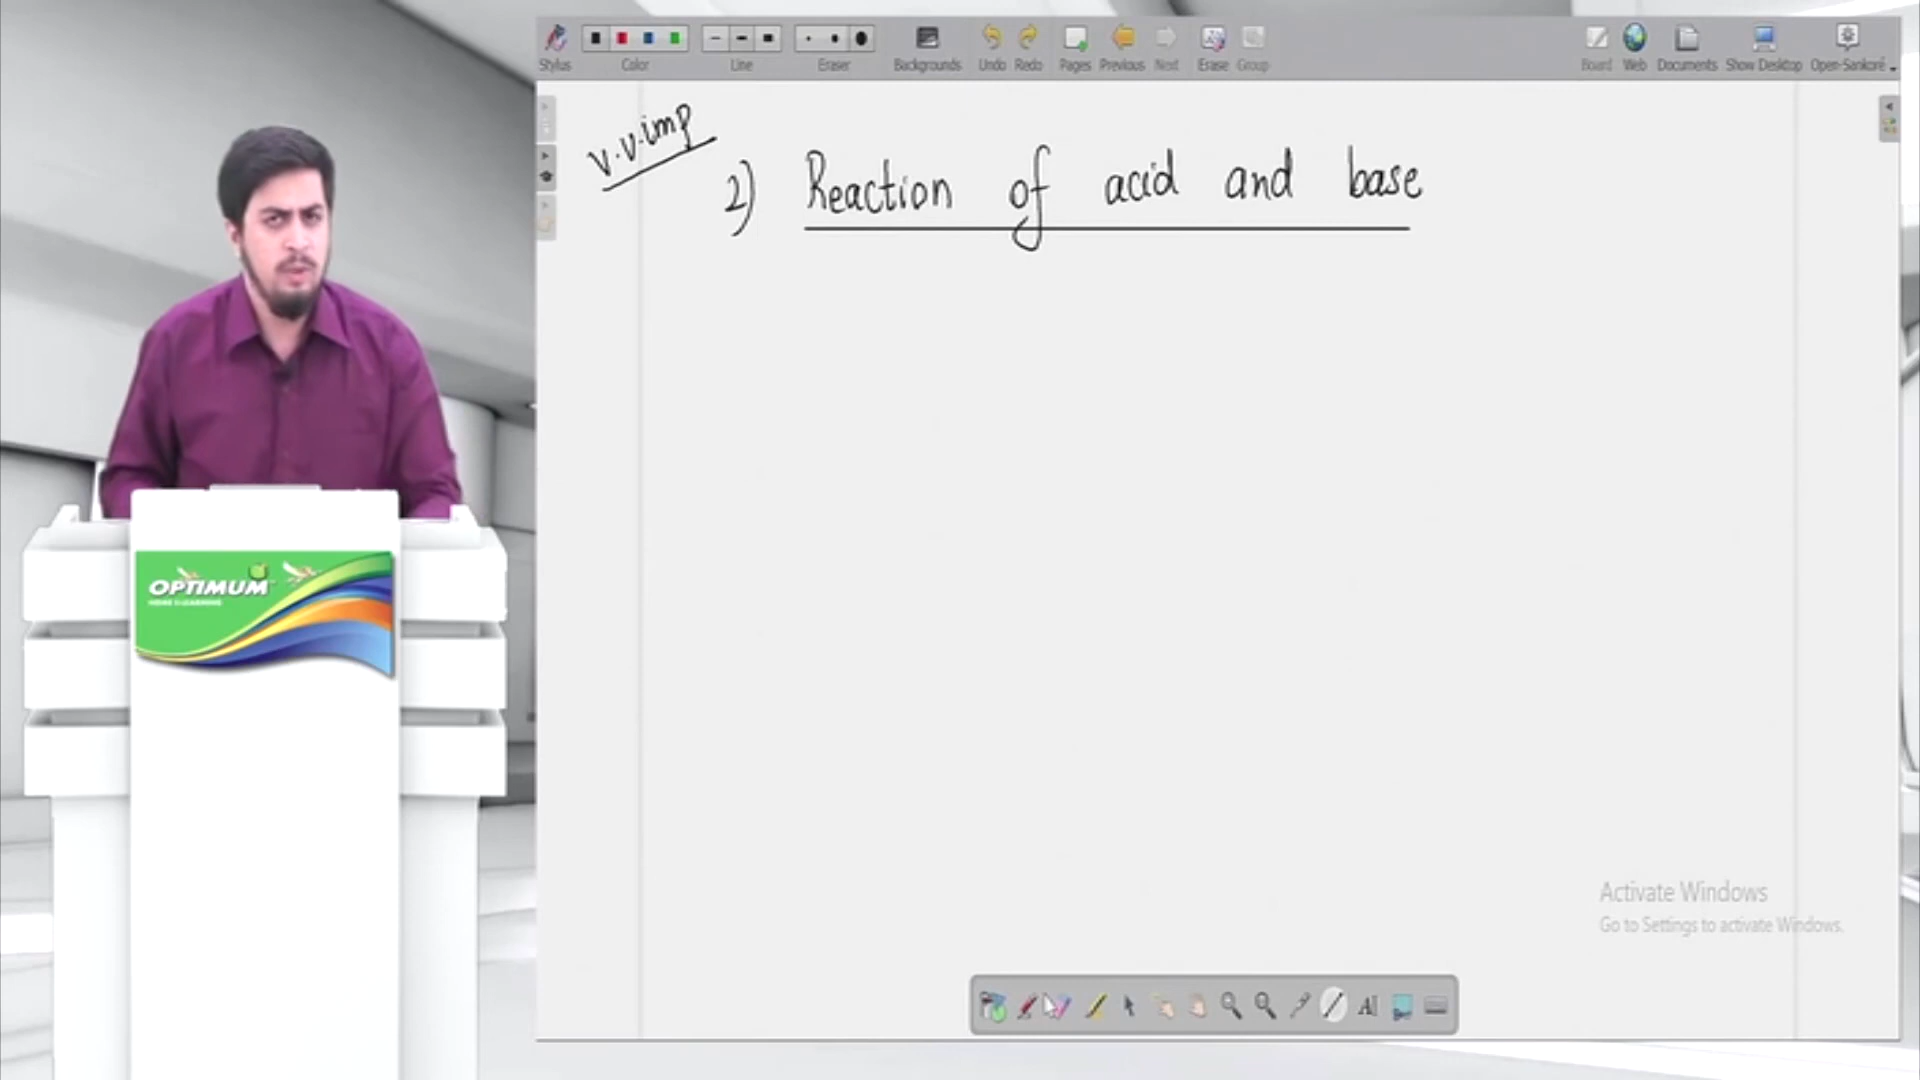 Stylus
Color
Line
Eraser
Backgrounds
Undo
Redo
Pages
Previous
Next
Erase
Group
Board
Web
Documents
Show Desktop
Open-Sankoré
v.v.imp
2) Reaction of acid and base
OPTIMUM
Activate Windows
Go to Settings to activate Windows.